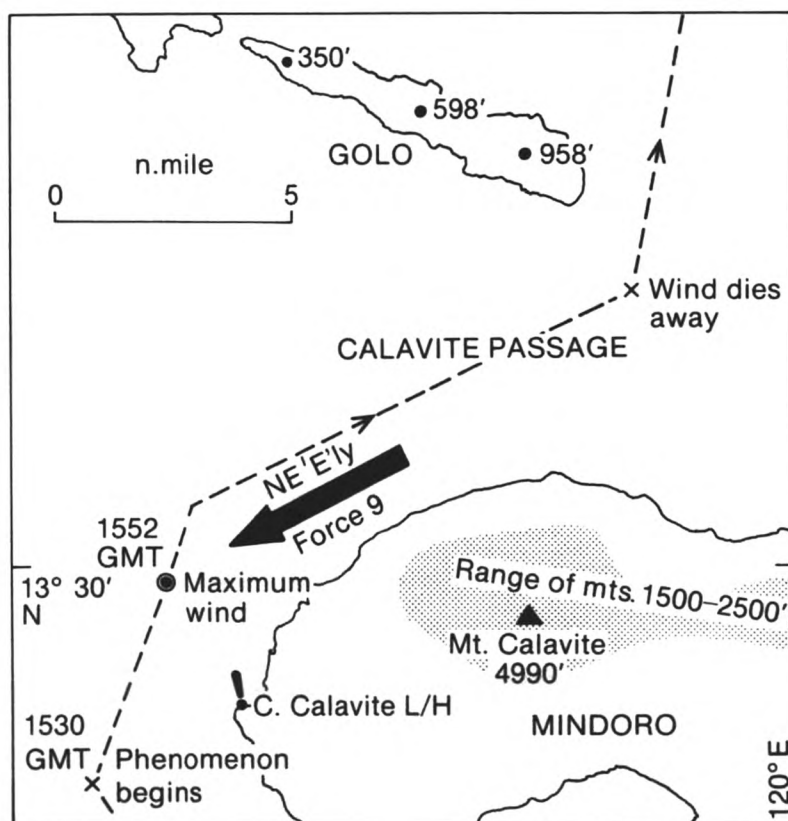 350'
598'
958'
GOLO
n.mile
0 5
Wind dies
away
CALAVITE PASSAGE
NE'E'ly
Force 9
1552
GMT
13° 30'
N
Maximum
wind
Range of mts. 1500–2500'
Mt. Calavite
4990'
C. Calavite L/H
MINDORO
1530
GMT
Phenomenon
begins
120°E